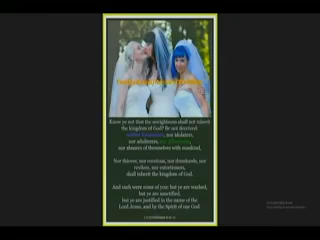 Know ye not that the unrighteous shall not inherit
the kingdom of God? Be not deceived:
nor idolaters,
nor adulterers, nor
nor abusers of themselves with mankind,
Nor thieves, nor covetous, nor drunkards, nor
revilers, nor extortioners,
shall inherit the kingdom of God.
And such were some of you: but ye are washed,
but ye are sanctified,
but ye are justified in the name of the
Lord Jesus, and by the Spirit of our God